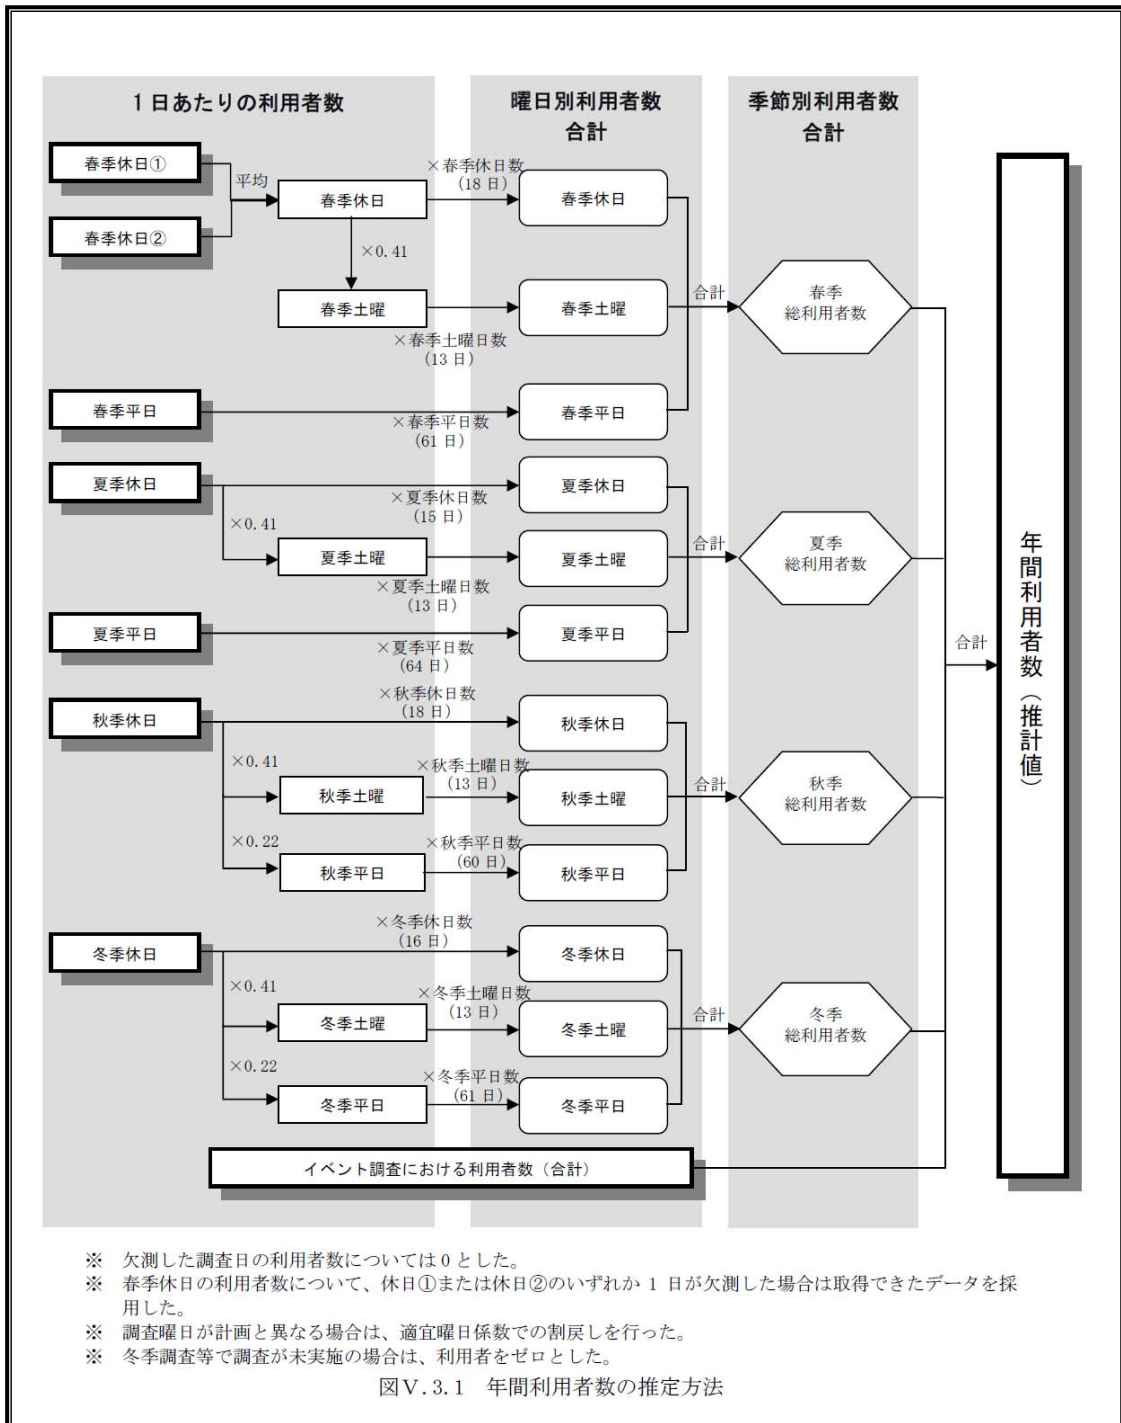 1日あたりの利用者数
曜日別利用者数
合計
季節別利用者数
合計
春季休日①
春季休日②
平均
春季休日
×春季休日数
(18日)
春季休日
×0.41
春季土曜
×春季土曜日数
(13日)
春季土曜
合計
春季
総利用者数
春季平日
×春季平日数
(61日)
春季平日
夏季休日
×夏季休日数
(15日)
夏季休日
×0.41
夏季土曜
×夏季土曜日数
(13日)
夏季土曜
合計
夏季
総利用者数
夏季平日
×夏季平日数
(64日)
夏季平日
秋季休日
×秋季休日数
(18日)
秋季休日
×0.41
秋季土曜
×秋季土曜日数
(13日)
秋季土曜
合計
秋季
総利用者数
×0.22
秋季平日
×秋季平日数
(60日)
秋季平日
冬季休日
×冬季休日数
(16日)
冬季休日
×0.41
冬季土曜
×冬季土曜日数
(13日)
冬季土曜
合計
冬季
総利用者数
×0.22
冬季平日
×冬季平日数
(61日)
冬季平日
イベント調査における利用者数（合計）
合計
年間利用者数（推計値）
※ 欠測した調査日の利用者数については0とした。
※ 春季休日の利用者数について、休日①または休日②のいずれか1日が欠測した場合は取得できたデータを採
用した。
※ 調査曜日が計画と異なる場合は、適宜曜日係数での割戻しを行った。
※ 冬季調査等で調査が未実施の場合は、利用者をゼロとした。
図Ⅴ.3.1 年間利用者数の推定方法